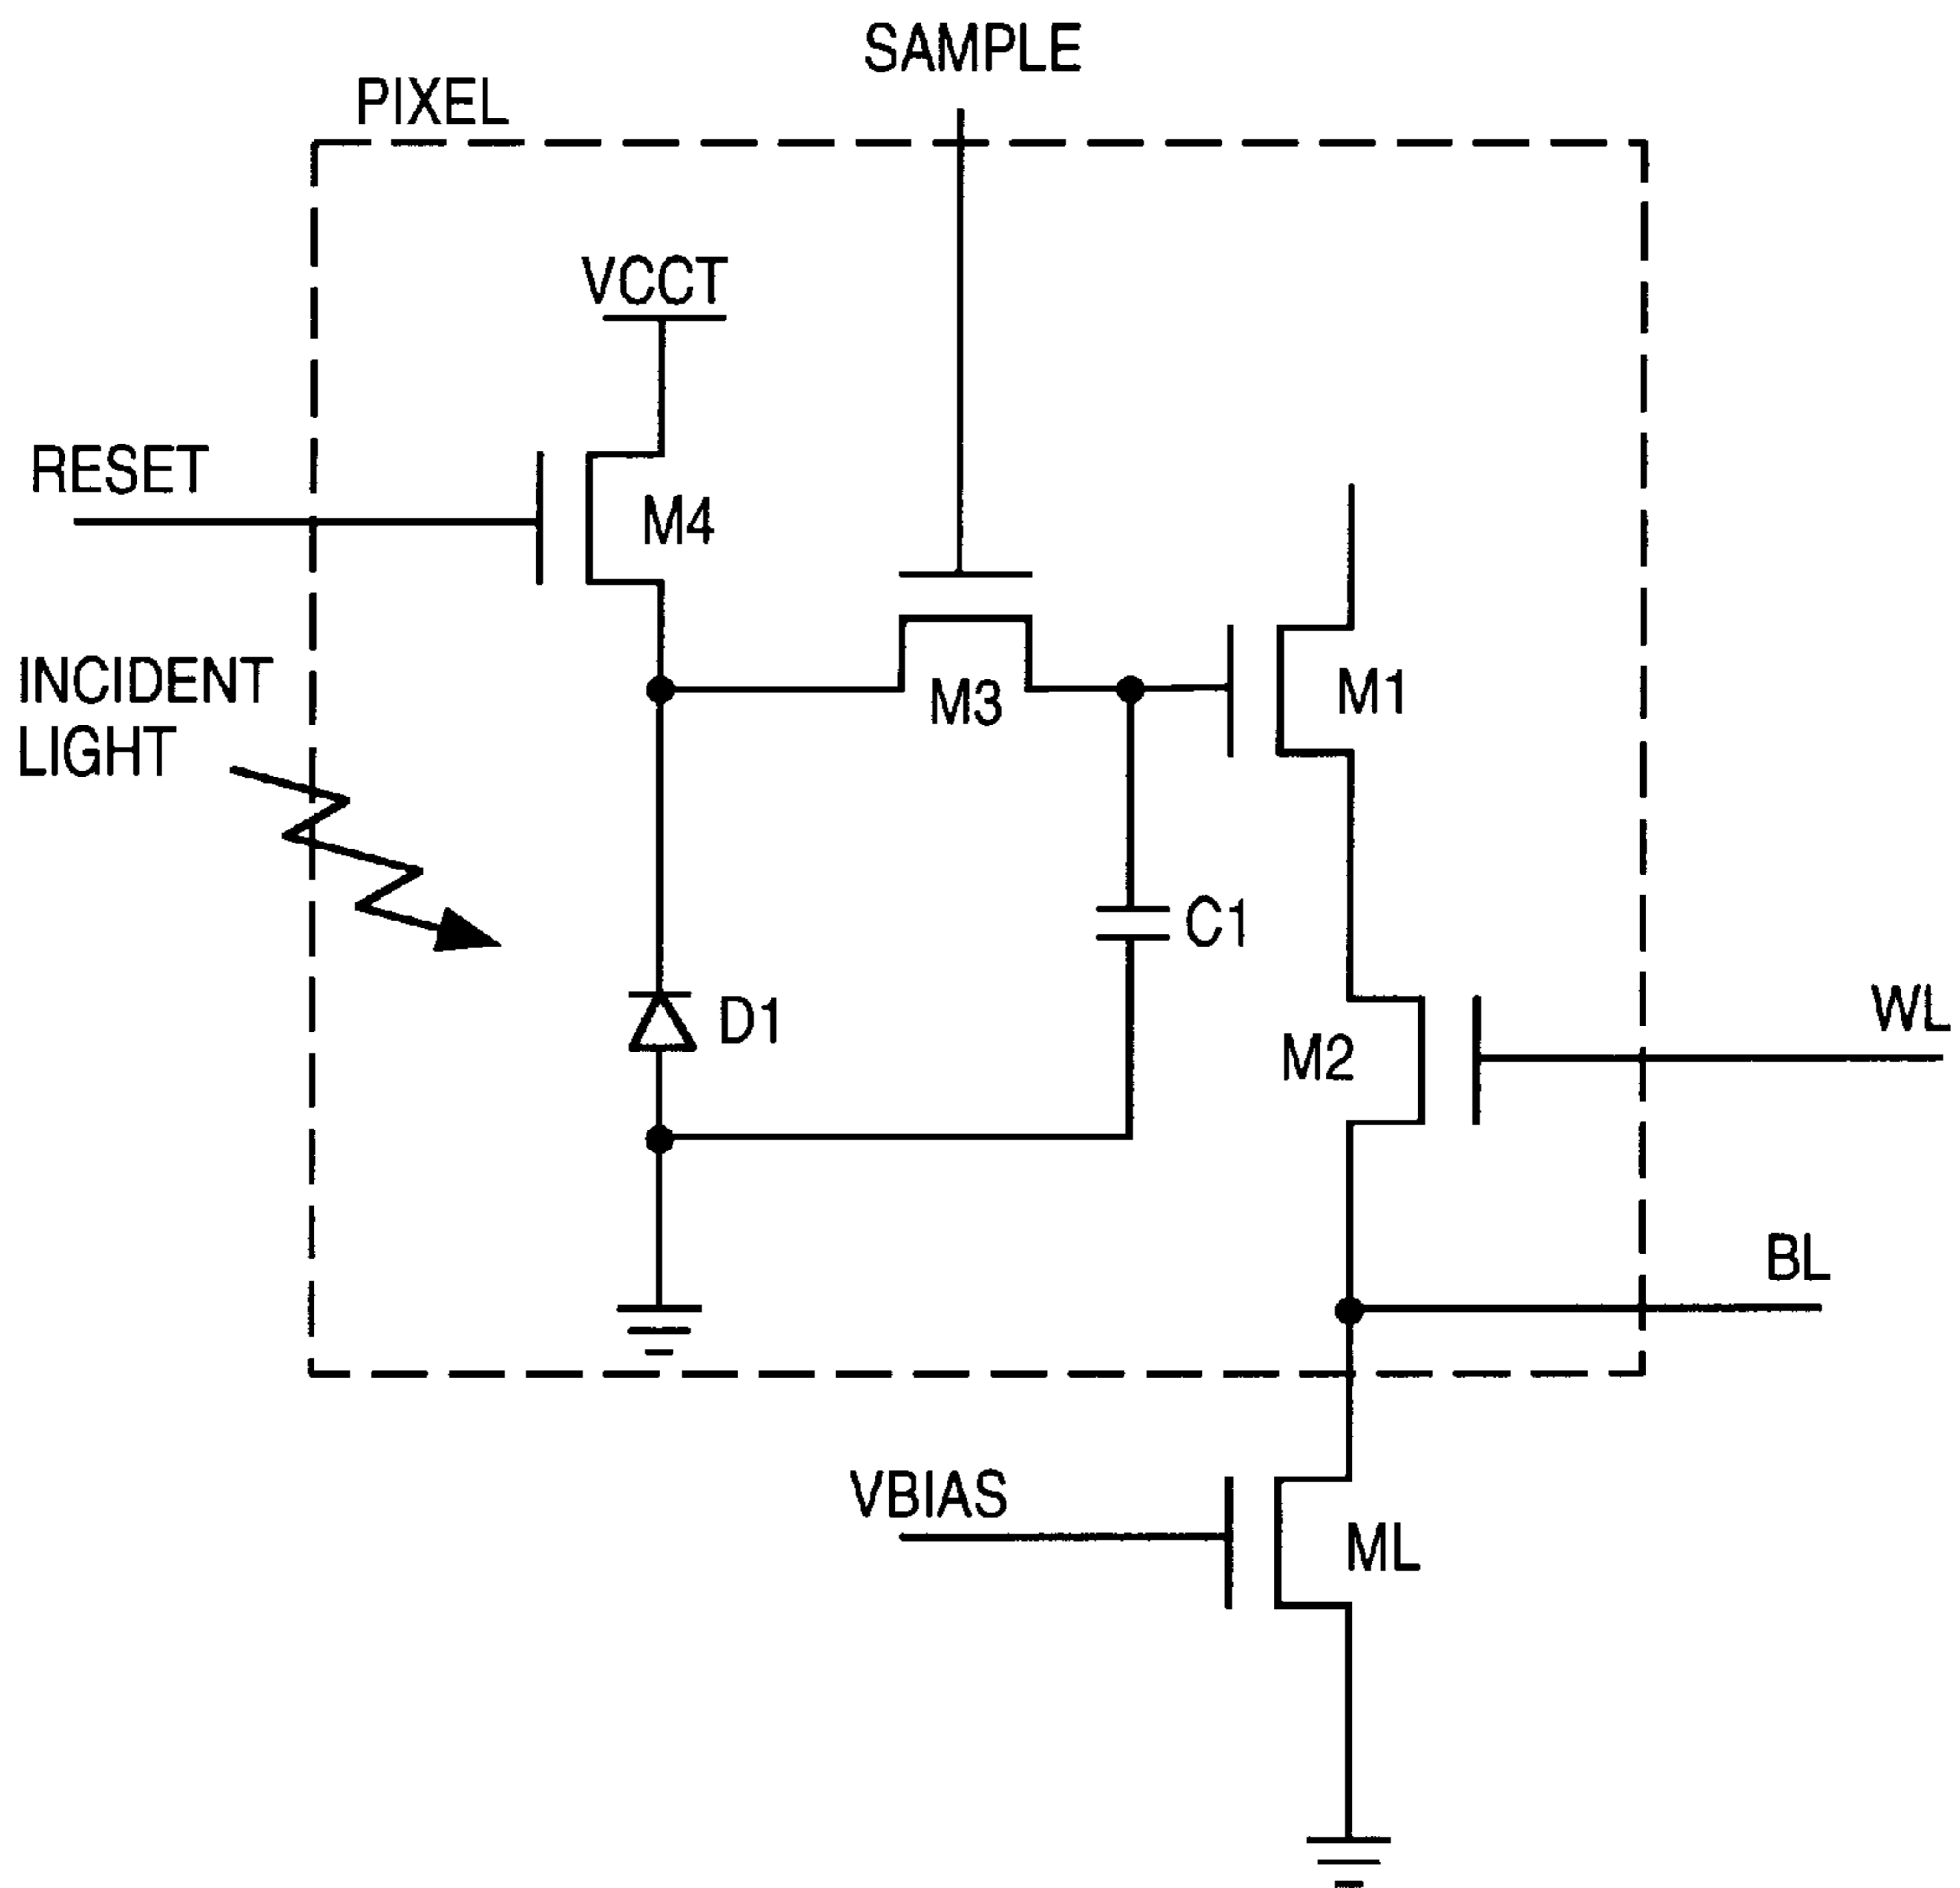 SAMPLE
PIXEL
VCCT
RESET
M4
INCIDENT
LIGHT
M3
M1
C1
D1
WL
M2
BL
VBIAS
ML